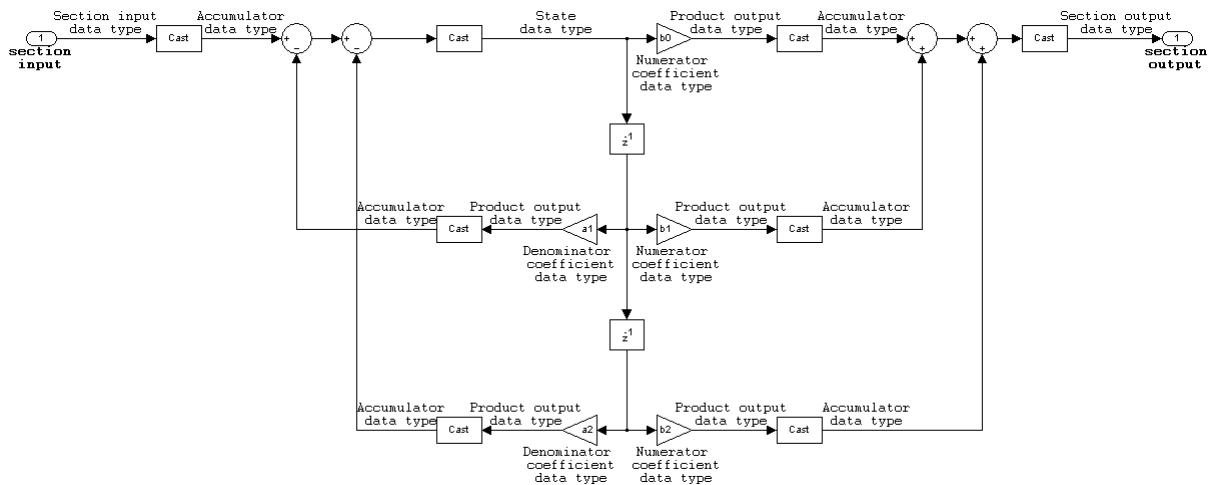 Section input
data type
Accumulator
data type
State
data type
Product output
data type
Accumulator
data type
Section output
data type
1
section
input
Cast
+
−
+
−
Cast
b0
Cast
+
+
+
+
Cast
1
section
output
Numerator
coefficient
data type
z-1
Accumulator
data type
Product output
data type
Product output
data type
Accumulator
data type
Cast
a1
b1
Cast
Denominator
coefficient
data type
Numerator
coefficient
data type
z-1
Accumulator
data type
Product output
data type
Product output
data type
Accumulator
data type
Cast
a2
b2
Cast
Denominator
coefficient
data type
Numerator
coefficient
data type